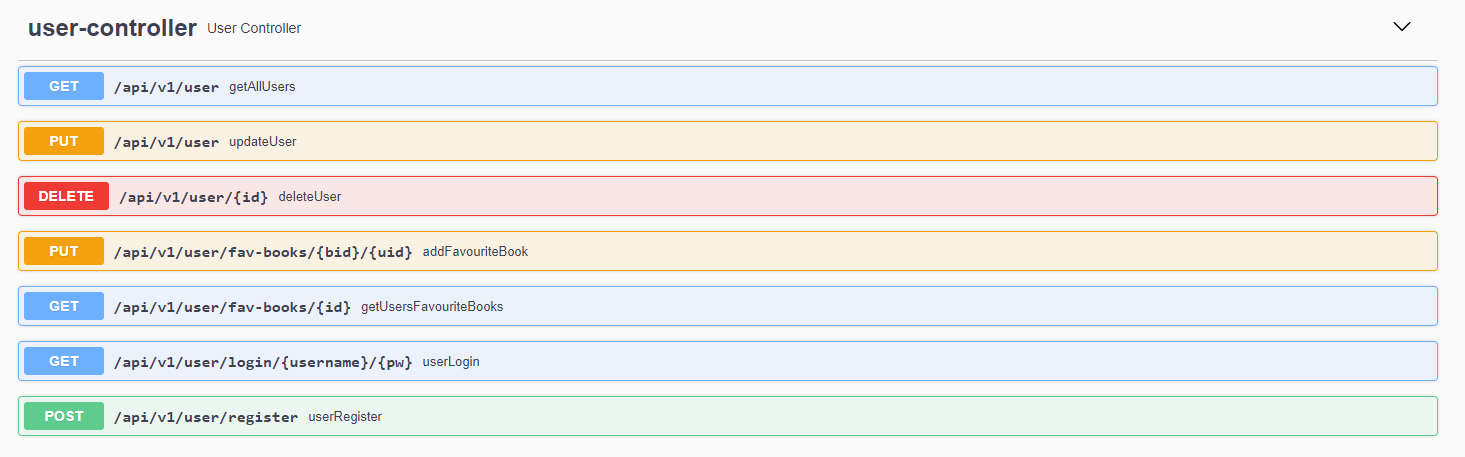 user-controller User Controller
GET /api/v1/user getAllUsers
PUT /api/v1/user updateUser
DELETE /api/v1/user/{id} deleteUser
PUT /api/v1/user/fav-books/{bid}/{uid} addFavouriteBook
GET /api/v1/user/fav-books/{id} getUsersFavouriteBooks
GET /api/v1/user/login/{username}/{pw} userLogin
POST /api/v1/user/register userRegister